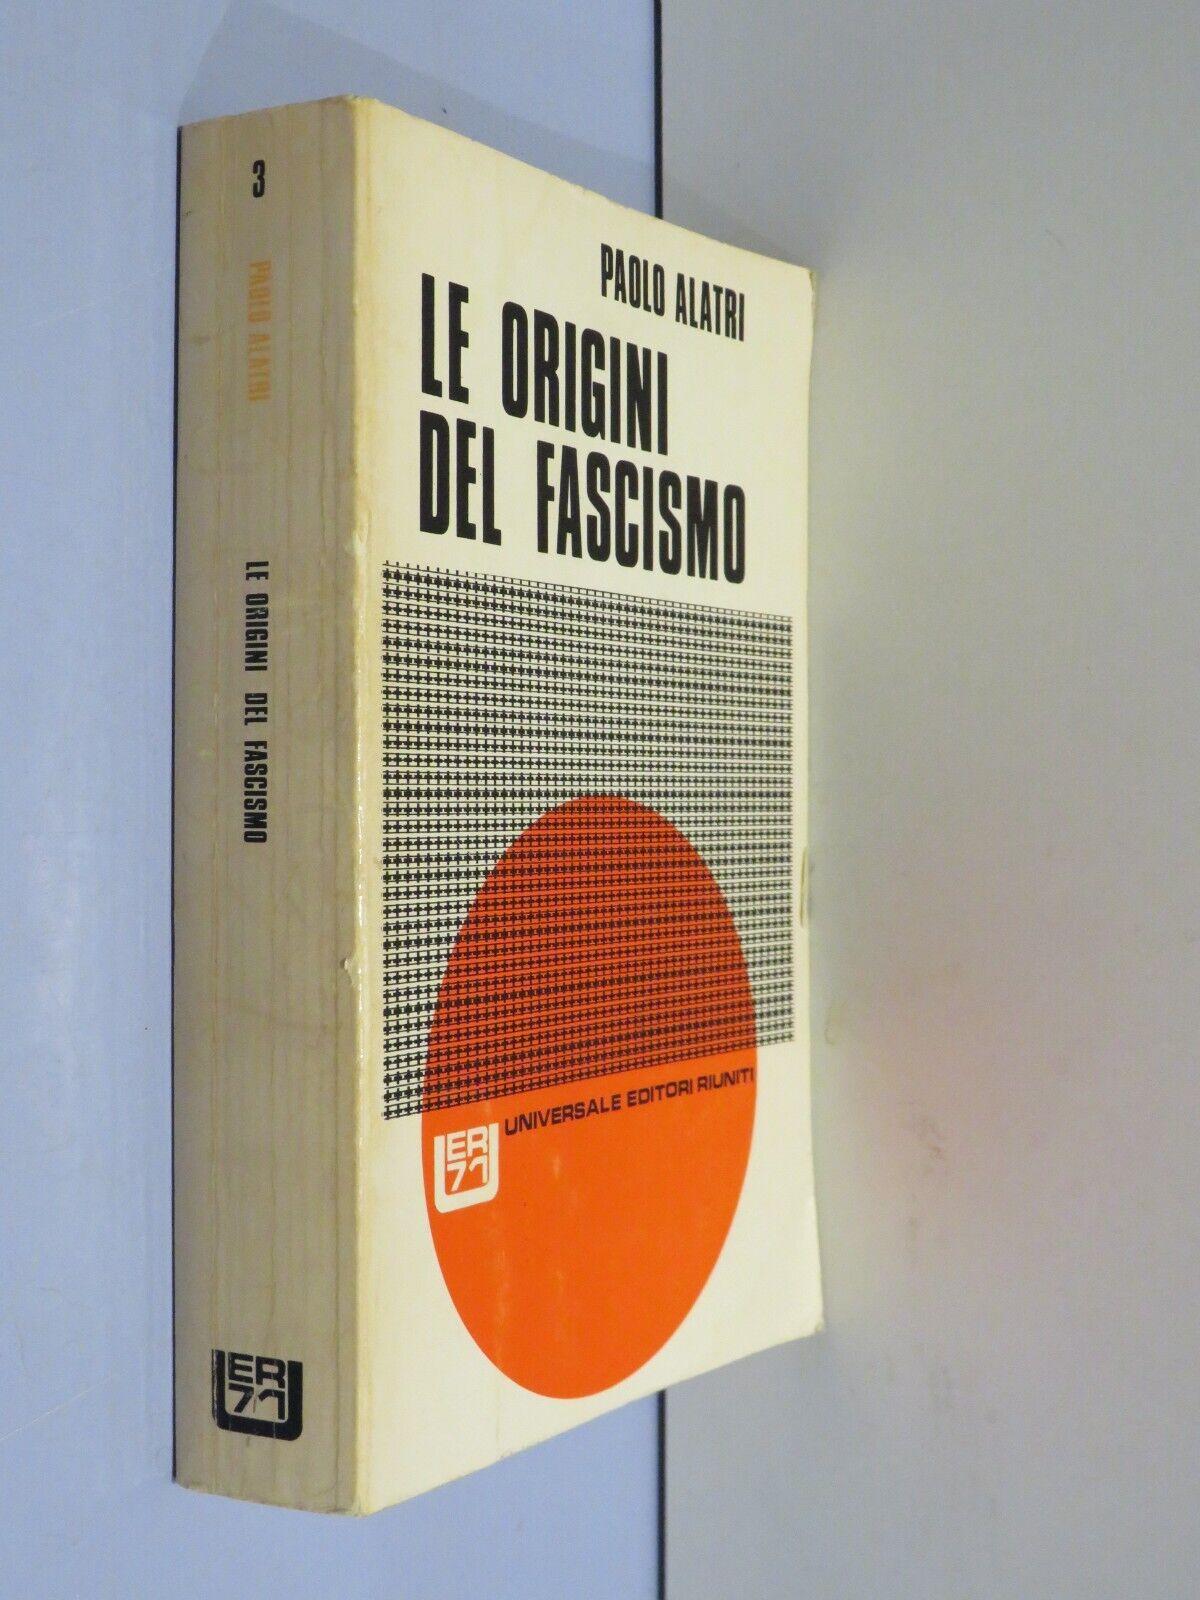 3
PAOLO ALATRI
LE ORIGINI DEL FASCISMO
ER
71
PAOLO ALATRI
LE ORIGINI
DEL FASCISMO
UNIVERSALE EDITORI RIUNITI
ER
71